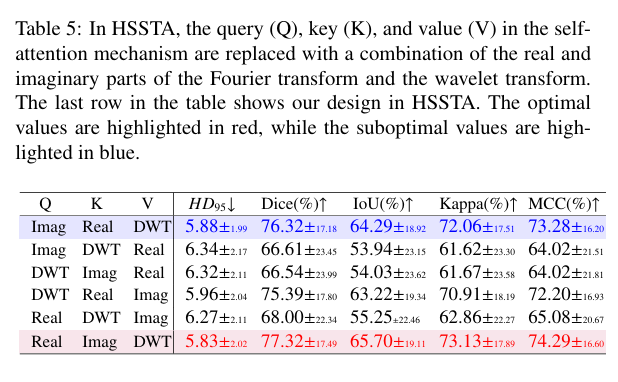 Table 5: In HSSTA, the query (Q), key (K), and value (V) in the self-
attention mechanism are replaced with a combination of the real and
imaginary parts of the Fourier transform and the wavelet transform.
The last row in the table shows our design in HSSTA. The optimal
values are highlighted in red, while the suboptimal values are high-
lighted in blue.
Q K V HD95↓ Dice(%)↑ IoU(%)↑ Kappa(%)↑ MCC(%)↑
Imag Real DWT 5.88±1.99 76.32±17.18 64.29±18.92 72.06±17.51 73.28±16.20
Imag DWT Real 6.34±2.17 66.61±23.45 53.94±23.15 61.62±23.30 64.02±21.51
DWT Imag Real 6.32±2.11 66.54±23.99 54.03±23.62 61.67±23.58 64.02±21.81
DWT Real Imag 5.96±2.04 75.39±17.80 63.22±19.34 70.91±18.19 72.20±16.93
Real DWT Imag 6.27±2.11 68.00±22.34 55.25±22.46 62.86±22.27 65.08±20.67
Real Imag DWT 5.83±2.02 77.32±17.49 65.70±19.11 73.13±17.89 74.29±16.60